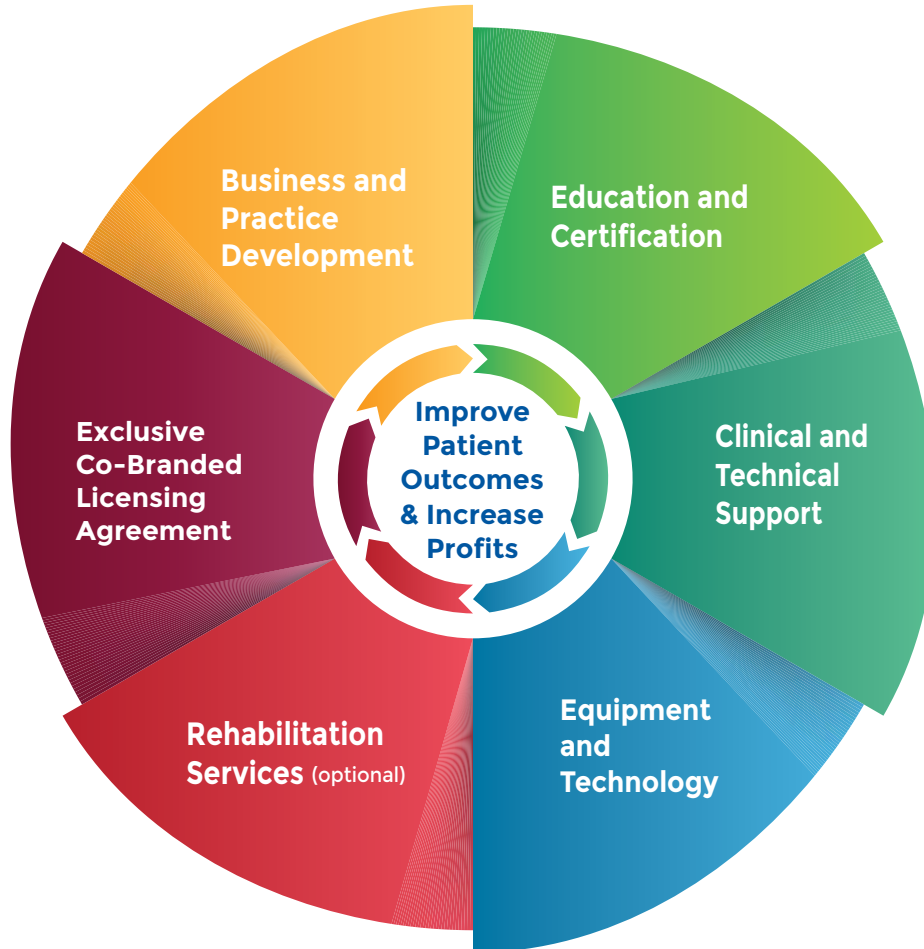 Business and
Practice
Development
Education and
Certification
Clinical and
Technical
Support
Equipment
and
Technology
Rehabilitation
Services (optional)
Exclusive
Co-Branded
Licensing
Agreement
Improve
Patient
Outcomes
& Increase
Profits